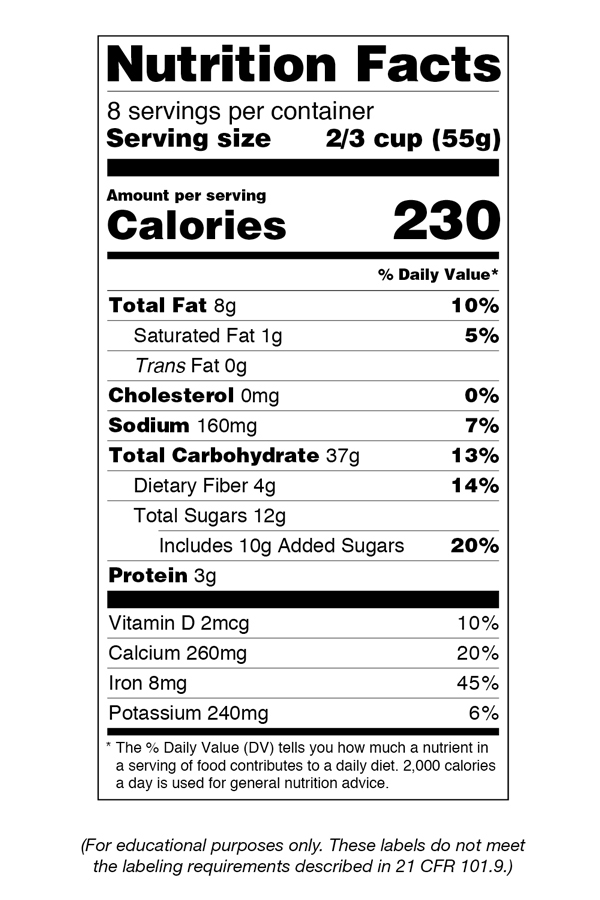 Nutrition Facts
8 servings per container
Serving size 2/3 cup (55g)
Amount per serving
Calories 230
% Daily Value*
Total Fat 8g 10%
Saturated Fat 1g 5%
Trans Fat 0g
Cholesterol 0mg 0%
Sodium 160mg 7%
Total Carbohydrate 37g 13%
Dietary Fiber 4g 14%
Total Sugars 12g
Includes 10g Added Sugars 20%
Protein 3g
Vitamin D 2mcg 10%
Calcium 260mg 20%
Iron 8mg 45%
Potassium 240mg 6%
* The % Daily Value (DV) tells you how much a nutrient in
a serving of food contributes to a daily diet. 2,000 calories
a day is used for general nutrition advice.
(For educational purposes only. These labels do not meet
the labeling requirements described in 21 CFR 101.9.)